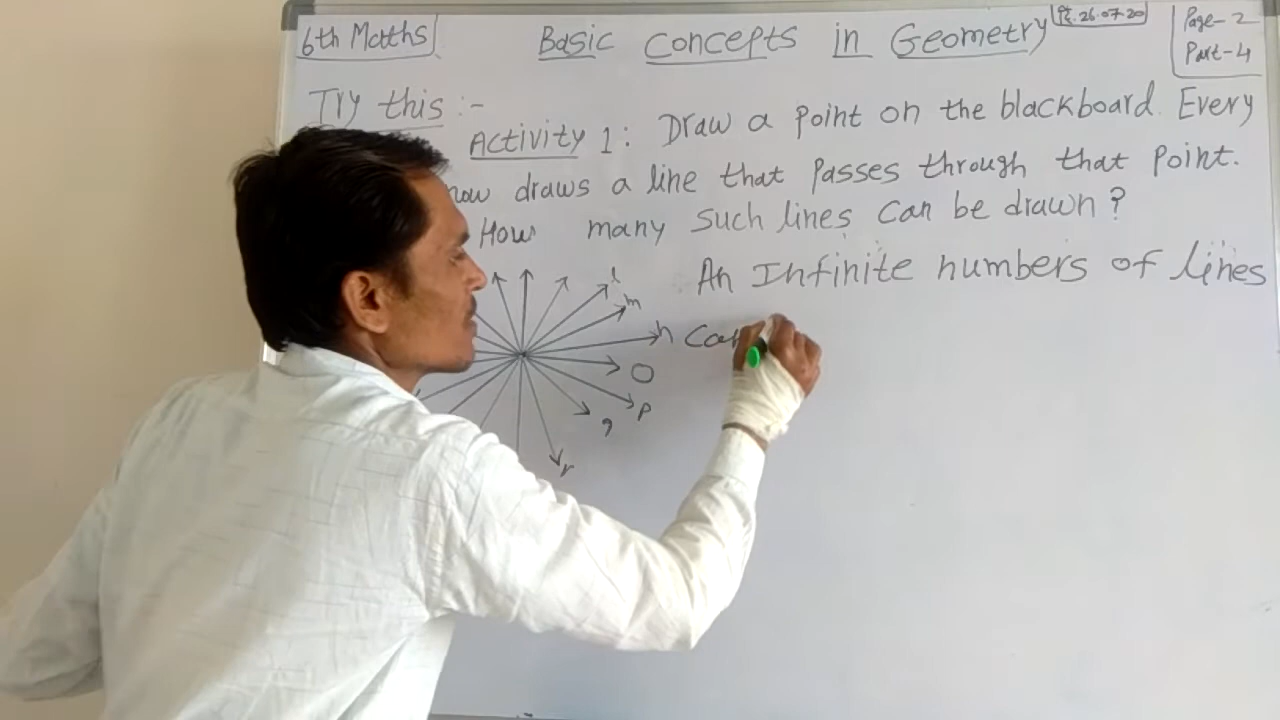 6th Maths
Basic Concepts in Geometry
दि. 26.07.20
Page-2
Part-4
Try this :-
Activity 1: Draw a point on the blackboard. Every
now draws a line that passes through that point.
How many such lines can be drawn?
An Infinite numbers of lines
l
m
n
Can
O
p
q
r